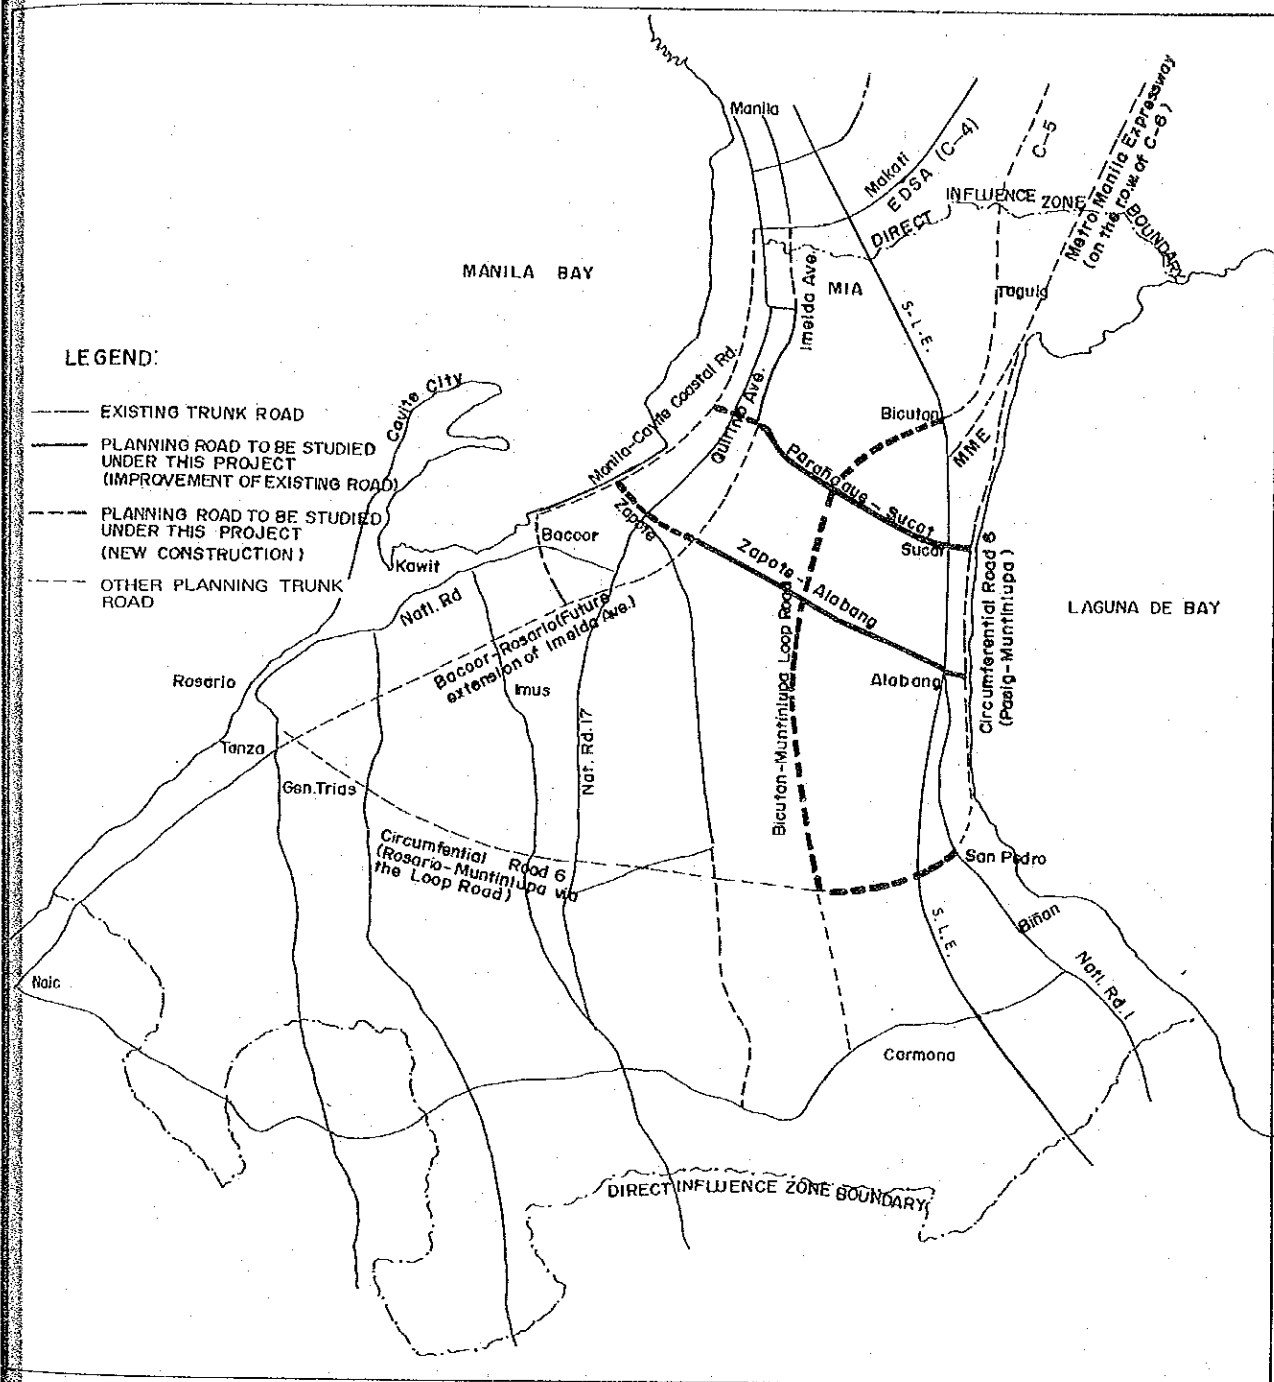 Manila
Makati
EDSA (C-4)
C-5
Metro Manila Expressway
(on the r.o.w. of C-6)
DIRECT INFLUENCE ZONE BOUNDARY
MANILA BAY
Imelda Ave.
MIA
S.L.E.
Taguig
LEGEND:
EXISTING TRUNK ROAD
PLANNING ROAD TO BE STUDIED
UNDER THIS PROJECT
(IMPROVEMENT OF EXISTING ROAD)
PLANNING ROAD TO BE STUDIED
UNDER THIS PROJECT
(NEW CONSTRUCTION)
OTHER PLANNING TRUNK
ROAD
Cavite City
Manila-Cavite Coastal Rd.
Quirino Ave.
Bicutan
MME
Parañaque - Sucat
Sucat
Zapote
Bacoor
Zapote - Alabang
Kawit
Natl. Rd
Circumferential Road 6
(Pasig-Muntinlupa)
LAGUNA DE BAY
Bacoor-Rosario (Future
extension of Imelda Ave.)
Rosario
Imus
Alabang
Bicutan-Muntinlupa Loop Road
Nat. Rd. 17
Tanza
Gen. Trias
Circumfential Road 6
(Rosario-Muntinlupa via
the Loop Road)
San Pedro
Biñan
S.L.E.
Natl. Rd. 1
Naic
Carmona
DIRECT INFLUENCE ZONE BOUNDARY